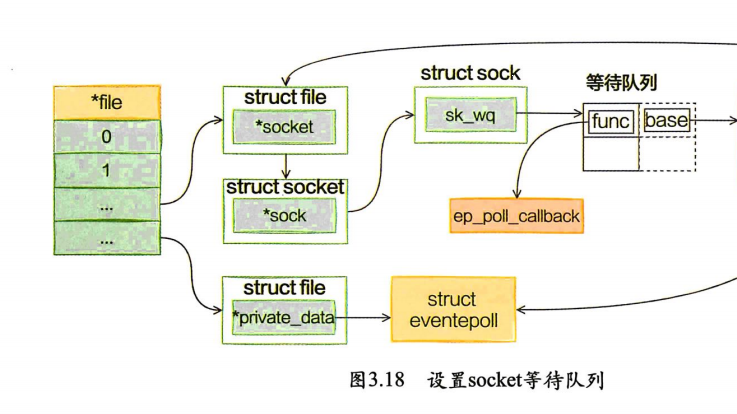 *file
0
1
...
...
struct file
*socket
struct socket
*sock
struct file
*private_data
struct sock
sk_wq
等待队列
func
base
ep_poll_callback
struct
eventepoll
图3.18 设置socket等待队列